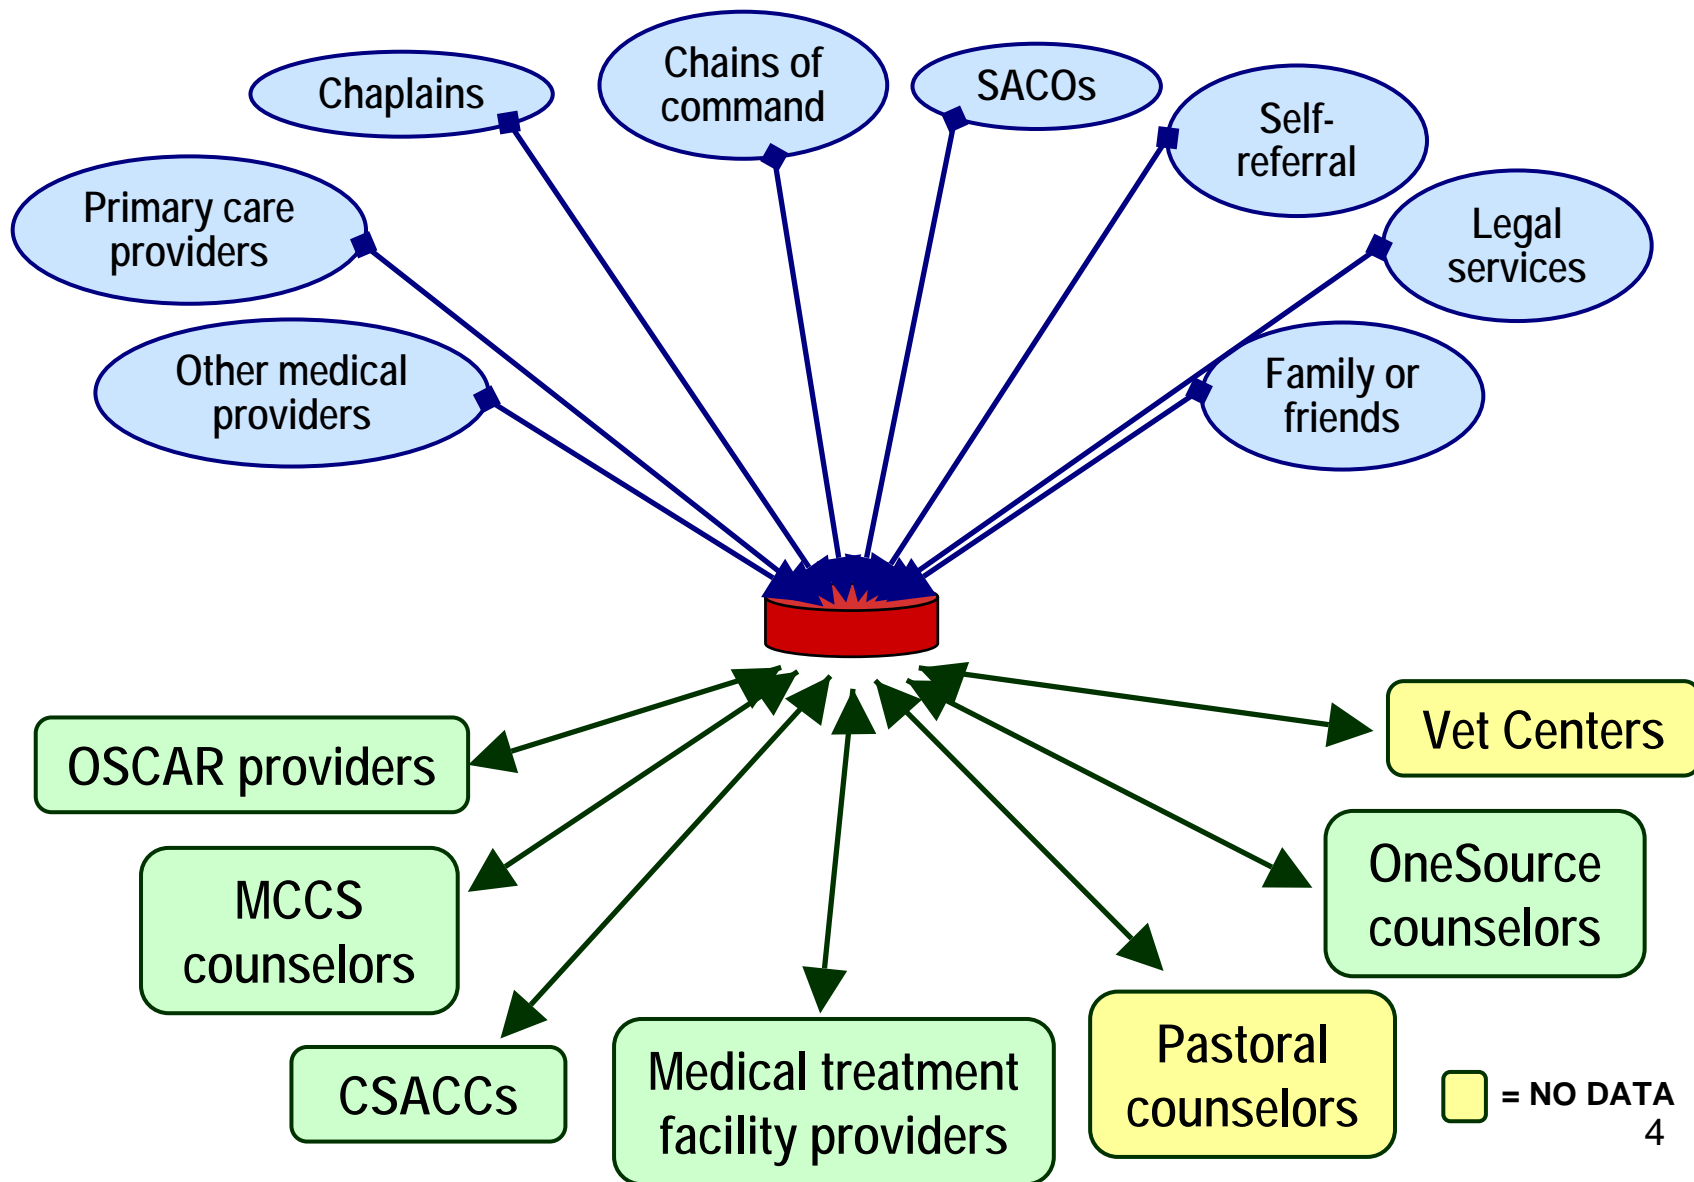 Chaplains
Chains of
command
SACOs
Self-
referral
Primary care
providers
Legal
services
Other medical
providers
Family or
friends
OSCAR providers
Vet Centers
MCCS
counselors
OneSource
counselors
CSACCs
Medical treatment
facility providers
Pastoral
counselors
= NO DATA
4